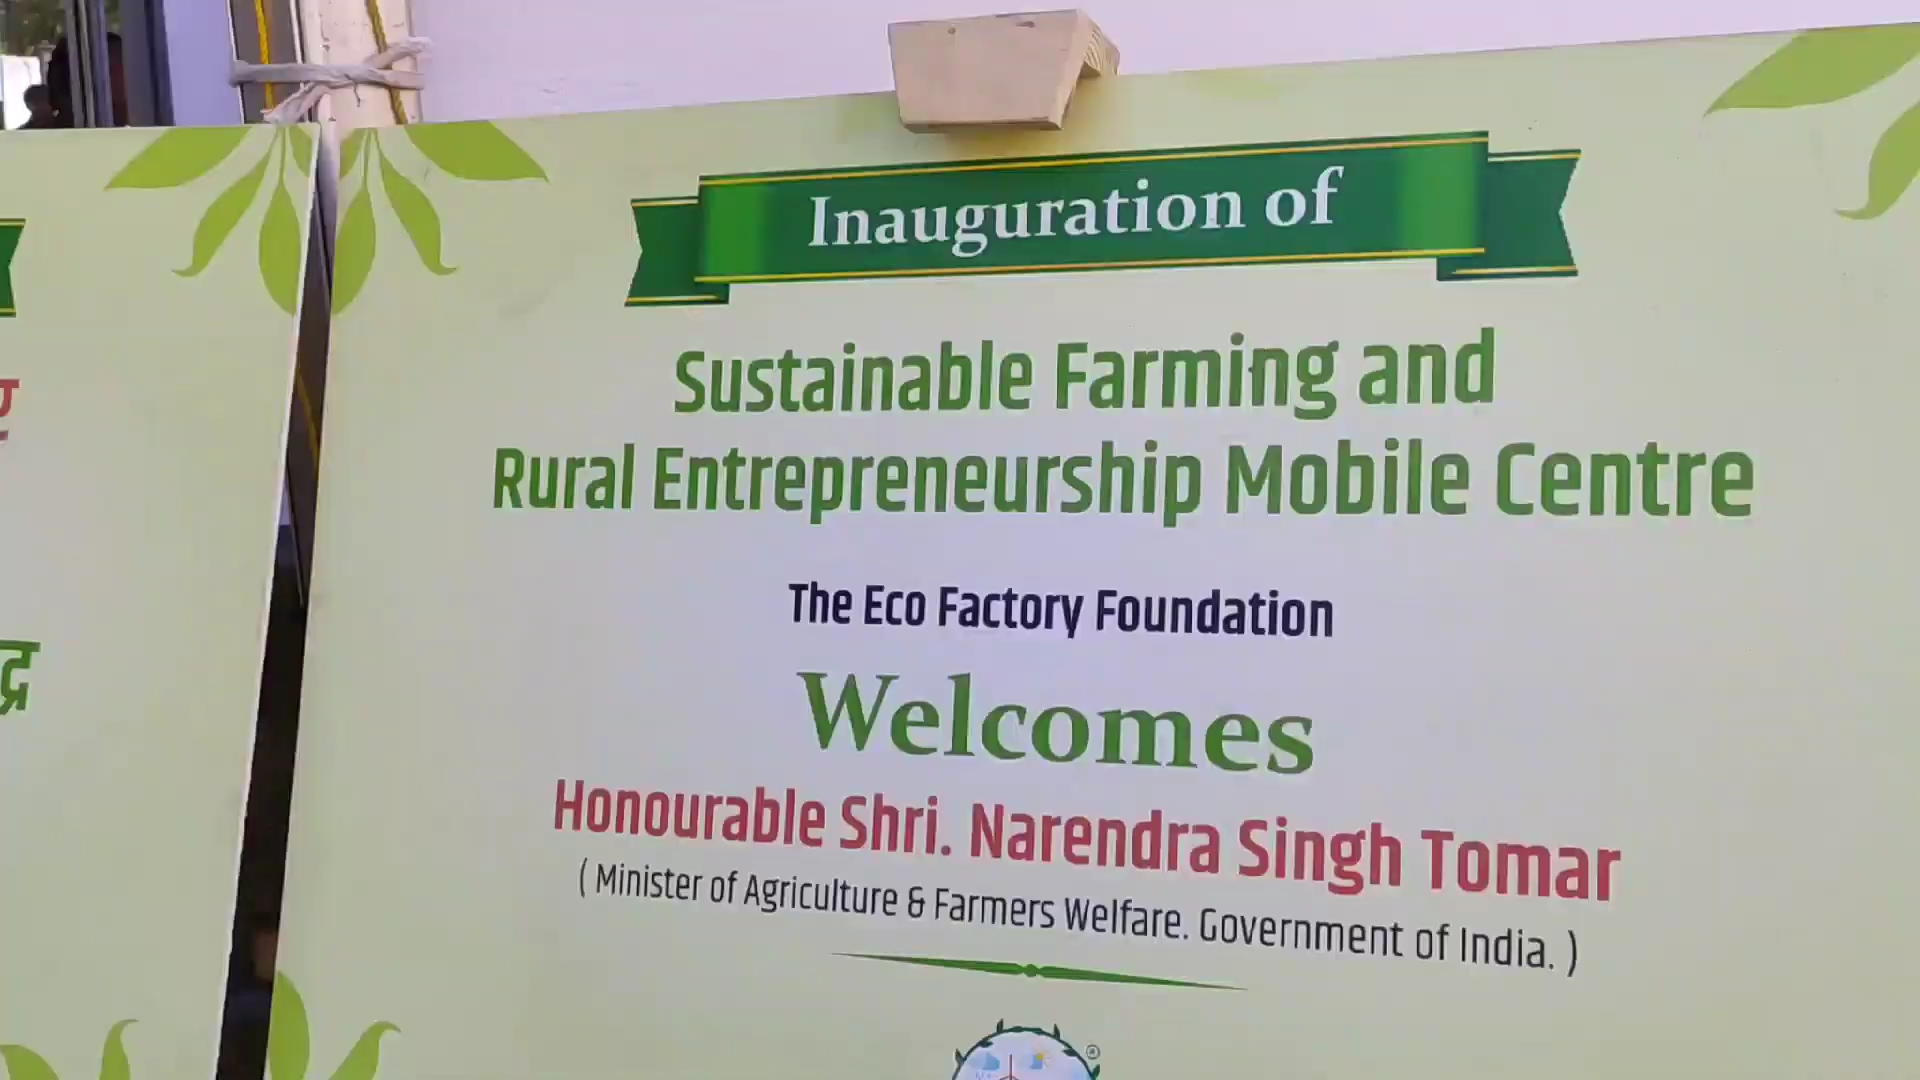 Inauguration of
Sustainable Farming and
Rural Entrepreneurship Mobile Centre
The Eco Factory Foundation
Welcomes
Honourable Shri. Narendra Singh Tomar
( Minister of Agriculture & Farmers Welfare. Government of India. )